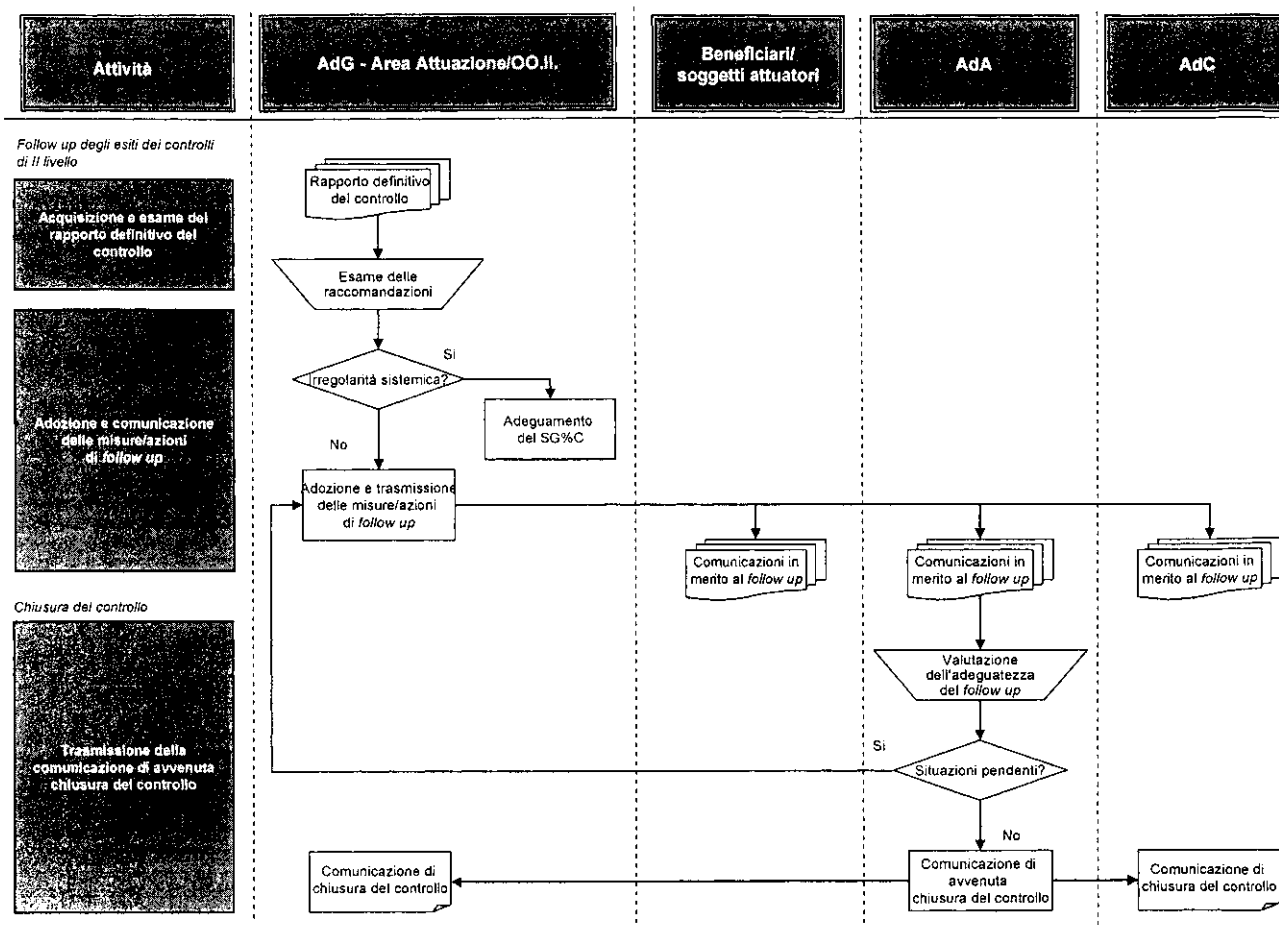 Attività
AdG - Area Attuazione/OO.II.
Beneficiari/
soggetti attuatori
AdA
AdC
Follow up degli esiti dei controlli
di II livello
Acquisizione e esame del
rapporto definitivo del
controllo
Rapporto definitivo
del controllo
Esame delle
raccomandazioni
Adozione e comunicazione
delle misure/azioni
di follow up
Irregolarità sistemica?
Si
Adeguamento
del SG%C
No
Adozione e trasmissione
delle misure/azioni
di follow up
Comunicazioni in
merito al follow up
Comunicazioni in
merito al follow up
Comunicazioni in
merito al follow up
Chiusura del controllo
Trasmissione della
comunicazione di avvenuta
chiusura del controllo
Valutazione
dell'adeguatezza
del follow up
Si
Situazioni pendenti?
No
Comunicazione di
chiusura del controllo
Comunicazione di
avvenuta
chiusura del controllo
Comunicazione di
chiusura del controllo